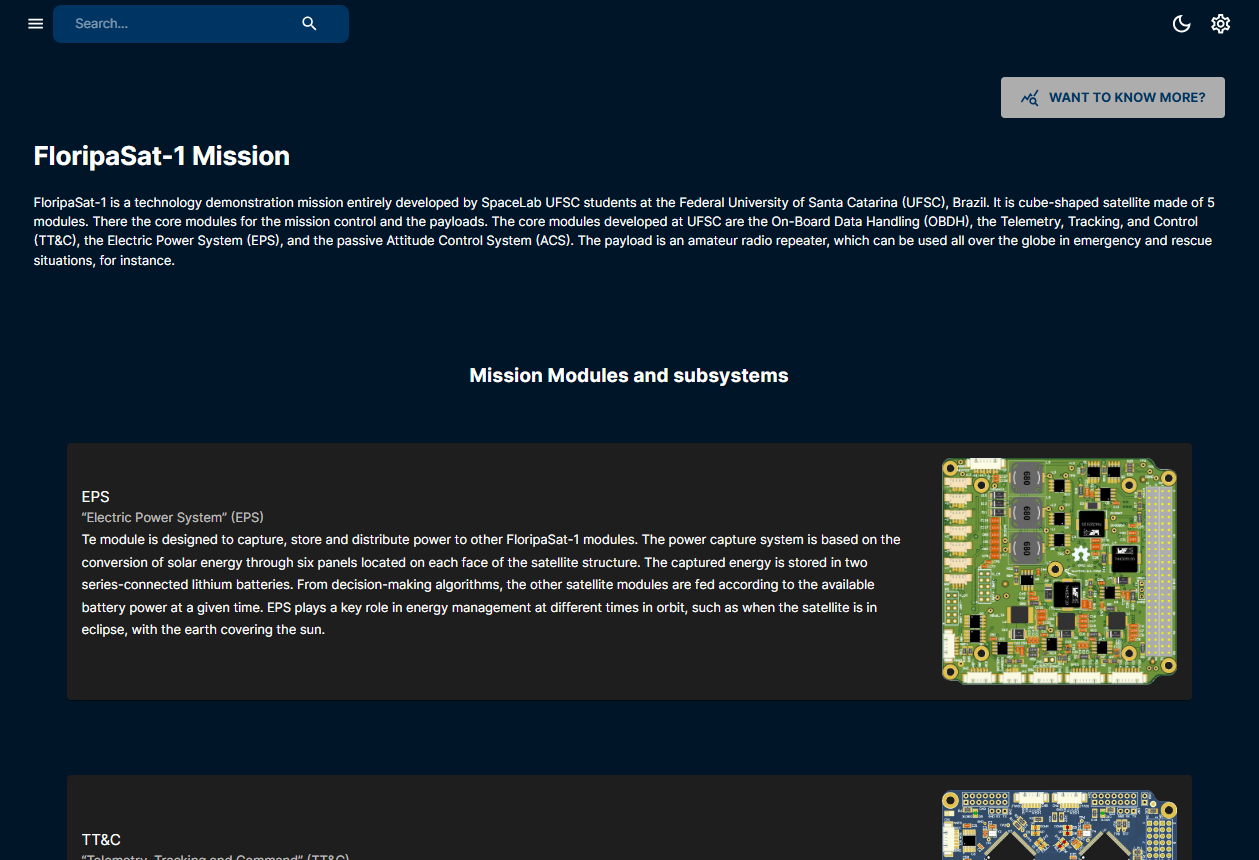 Search...
WANT TO KNOW MORE?
FloripaSat-1 Mission
FloripaSat-1 is a technology demonstration mission entirely developed by SpaceLab UFSC students at the Federal University of Santa Catarina (UFSC), Brazil. It is cube-shaped satellite made of 5
modules. There the core modules for the mission control and the payloads. The core modules developed at UFSC are the On-Board Data Handling (OBDH), the Telemetry, Tracking, and Control
(TT&C), the Electric Power System (EPS), and the passive Attitude Control System (ACS). The payload is an amateur radio repeater, which can be used all over the globe in emergency and rescue
situations, for instance.
Mission Modules and subsystems
EPS
“Electric Power System” (EPS)
Te module is designed to capture, store and distribute power to other FloripaSat-1 modules. The power capture system is based on the
conversion of solar energy through six panels located on each face of the satellite structure. The captured energy is stored in two
series-connected lithium batteries. From decision-making algorithms, the other satellite modules are fed according to the available
battery power at a given time. EPS plays a key role in energy management at different times in orbit, such as when the satellite is in
eclipse, with the earth covering the sun.
680
680
680
TT&C
“Telemetry, Tracking and Command” (TT&C)